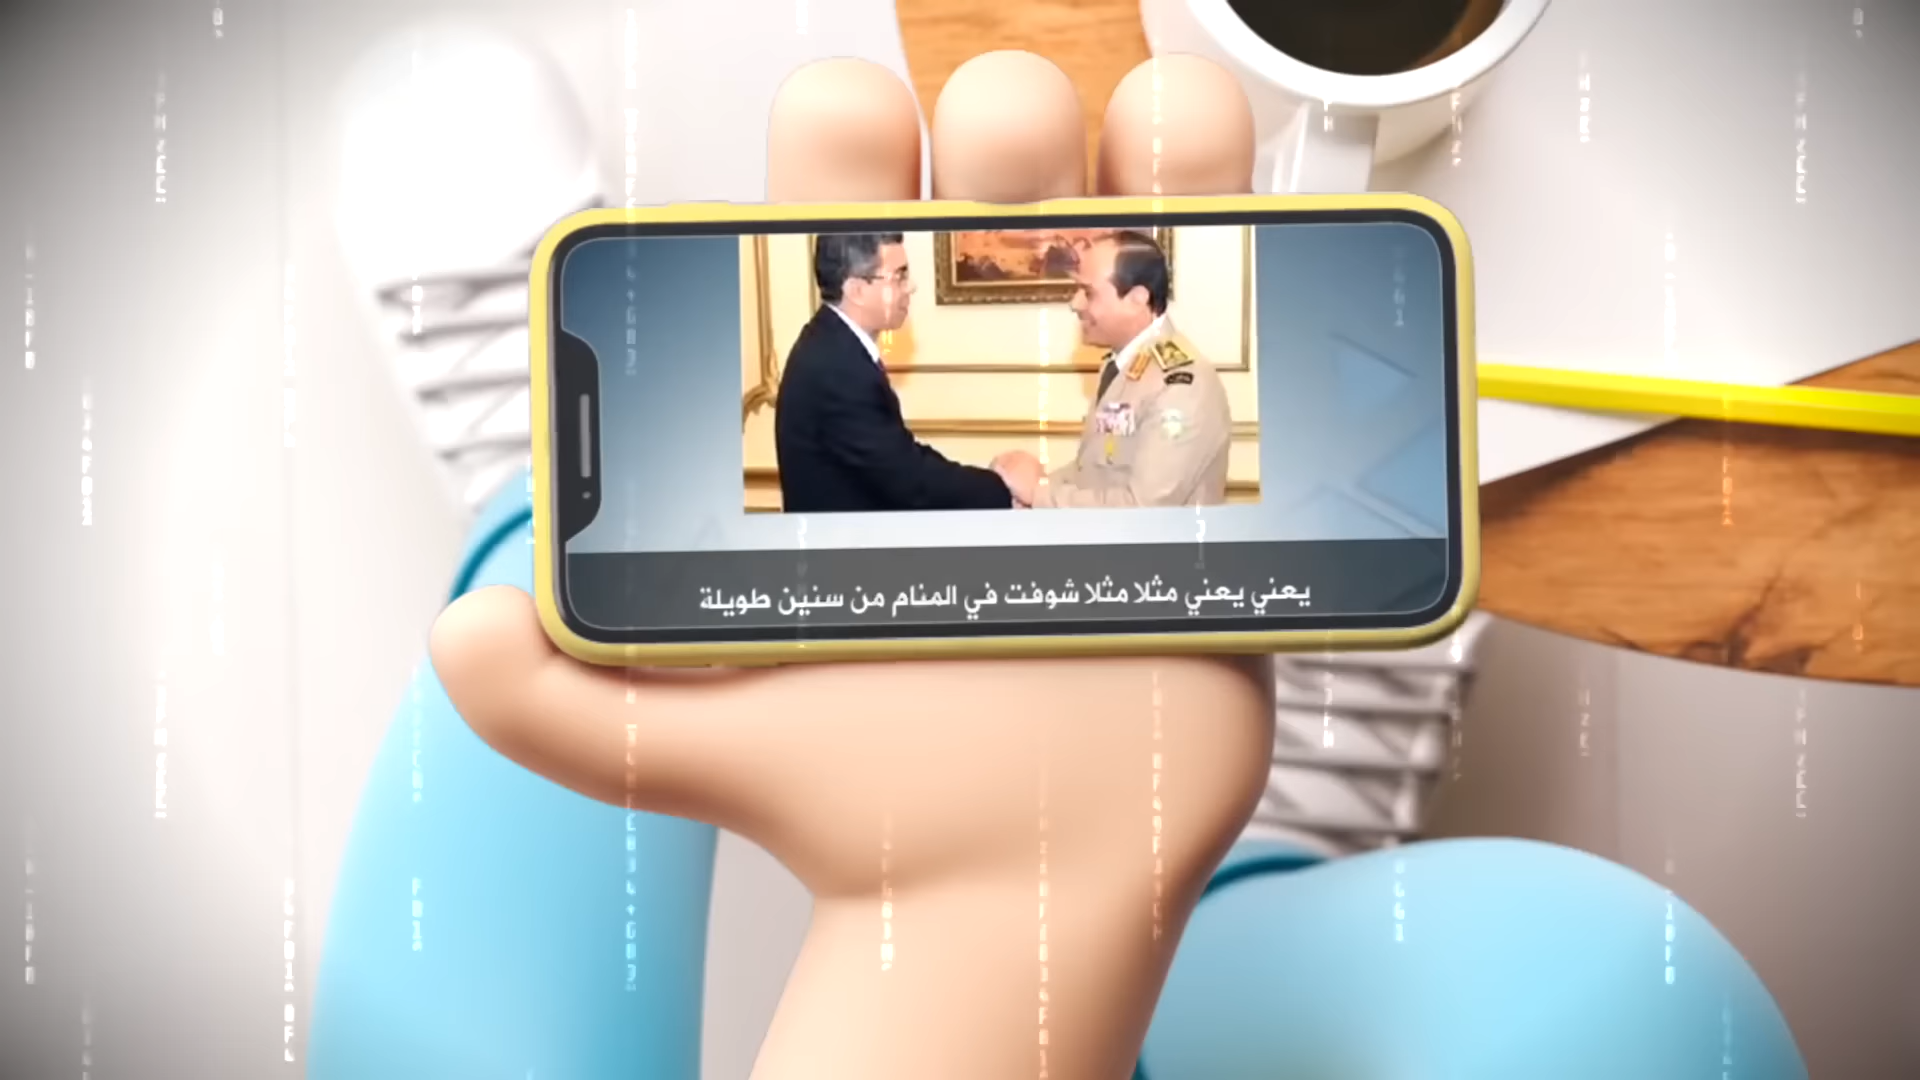 يعني يعني مثلا مثلا شوفت في المنام من سنين طويلة